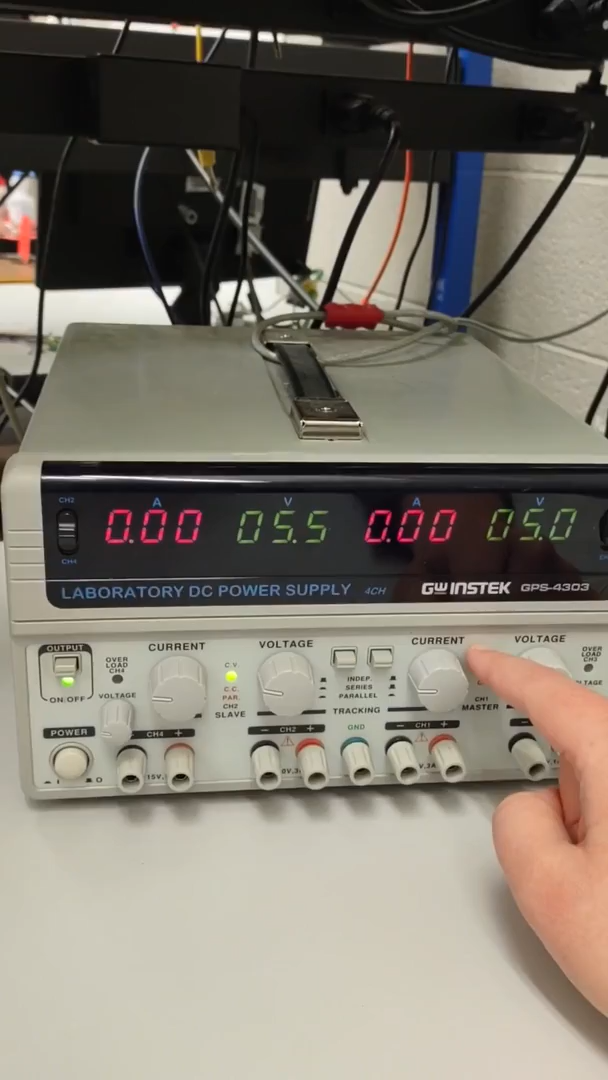 CH2
A
V
A
V
0.00
05.5
0.00
05.0
CH4
LABORATORY DC POWER SUPPLY
4CH
GWINSTEK
GPS-4303
OUTPUT
ON/OFF
OVER
LOAD
CH4
CURRENT
VOLTAGE
CURRENT
VOLTAGE
OVER
LOAD
CH3
C.V
C.C.
PAR.
CH2
SLAVE
INDEP.
SERIES
PARALLEL
TRACKING
CH1
MASTER
VOLTAGE
POWER
I
O
- CH4 +
- CH2 +
GND
- CH1 +